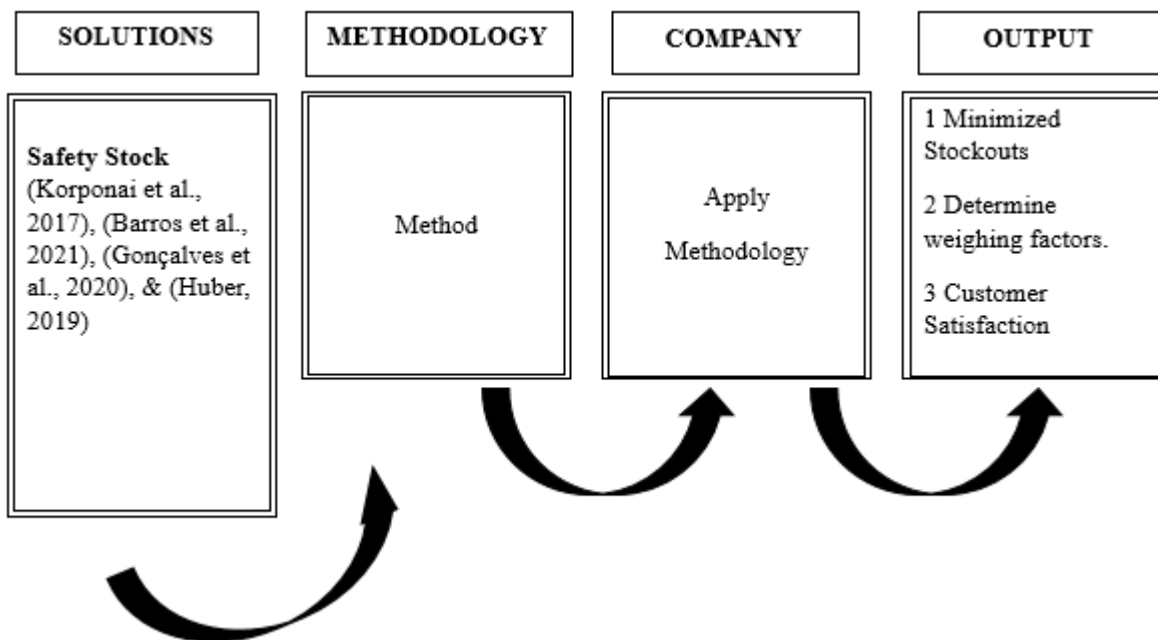 SOLUTIONS
METHODOLOGY
COMPANY
OUTPUT
Safety Stock
(Korponai et al.,
2017), (Barros et al.,
2021), (Gonçalves et
al., 2020), & (Huber,
2019)
Method
Apply
Methodology
1 Minimized
Stockouts
2 Determine
weighing factors.
3 Customer
Satisfaction